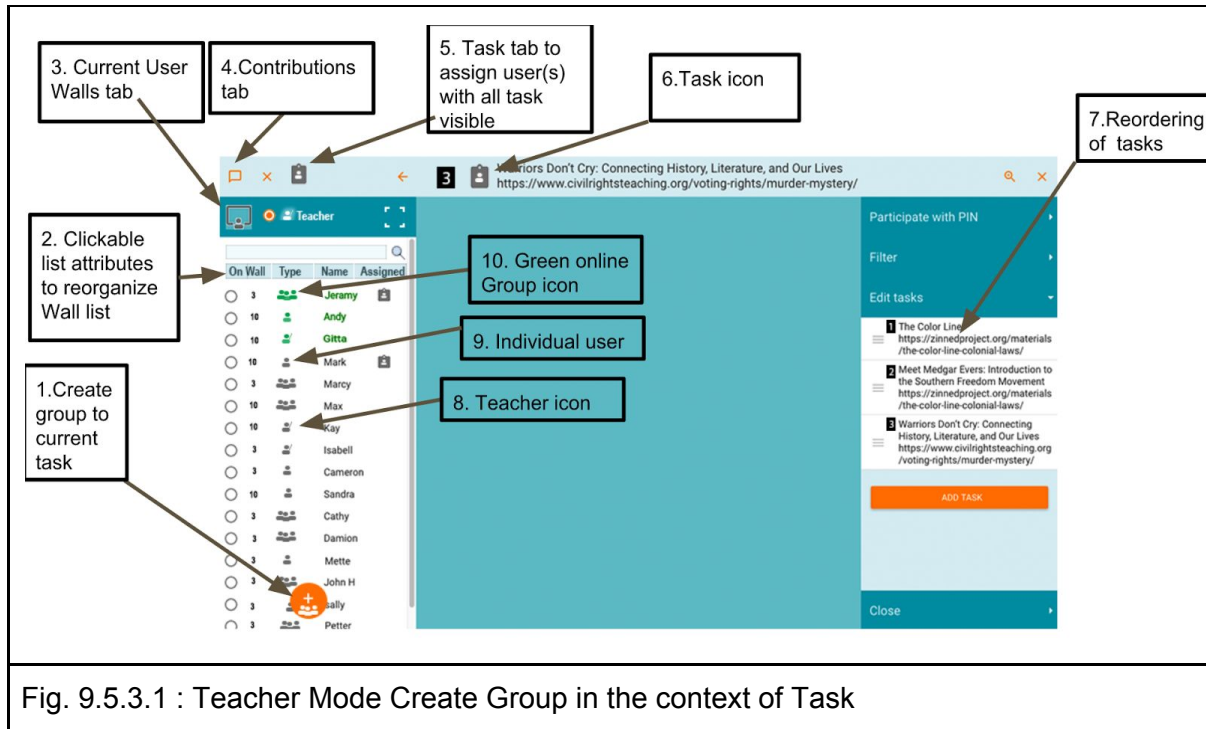 3. Current User
Walls tab
4.Contributions
tab
5. Task tab to
assign user(s)
with all task
visible
6.Task icon
7.Reordering
of tasks
3
Warriors Don't Cry: Connecting History, Literature, and Our Lives
https://www.civilrightsteaching.org/voting-rights/murder-mystery/
Teacher
2. Clickable
list attributes
to reorganize
Wall list
On Wall Type Name Assigned
3 Jeramy
10 Andy
10 Gitta
10 Mark
3 Marcy
10 Max
10 Kay
3 Isabell
3 Cameron
10 Sandra
3 Cathy
3 Damion
3 Mette
3 John H
3 sally
3 Petter
1.Create
group to
current
task
10. Green online
Group icon
9. Individual user
8. Teacher icon
Participate with PIN
Filter
Edit tasks
1 The Color Line
https://zinnedproject.org/materials
/the-color-line-colonial-laws/
2 Meet Medgar Evers: Introduction to
the Southern Freedom Movement
https://zinnedproject.org/materials
/the-color-line-colonial-laws/
3 Warriors Don't Cry: Connecting
History, Literature, and Our Lives
https://www.civilrightsteaching.org
/voting-rights/murder-mystery/
ADD TASK
Close
Fig. 9.5.3.1 : Teacher Mode Create Group in the context of Task